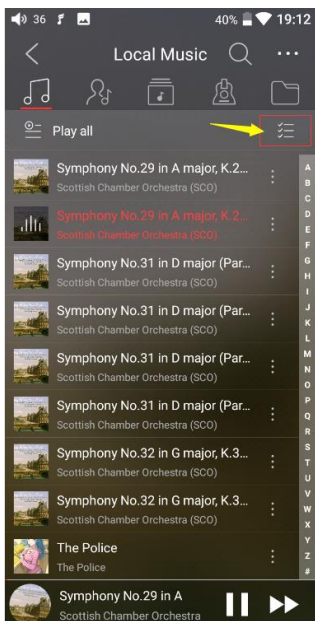 36 40% 19:12
Local Music
Play all
Symphony No.29 in A major, K.2...
Scottish Chamber Orchestra (SCO)
Symphony No.29 in A major, K.2...
Scottish Chamber Orchestra (SCO)
Symphony No.31 in D major (Par...
Scottish Chamber Orchestra (SCO)
Symphony No.31 in D major (Par...
Scottish Chamber Orchestra (SCO)
Symphony No.31 in D major (Par...
Scottish Chamber Orchestra (SCO)
Symphony No.31 in D major (Par...
Scottish Chamber Orchestra (SCO)
Symphony No.32 in G major, K.3...
Scottish Chamber Orchestra (SCO)
Symphony No.32 in G major, K.3...
Scottish Chamber Orchestra (SCO)
The Police
The Police
A
B
C
D
E
F
G
H
I
J
K
L
M
N
O
P
Q
R
S
T
U
V
W
X
Y
Z
#
Symphony No.29 in A
Scottish Chamber Orchestra